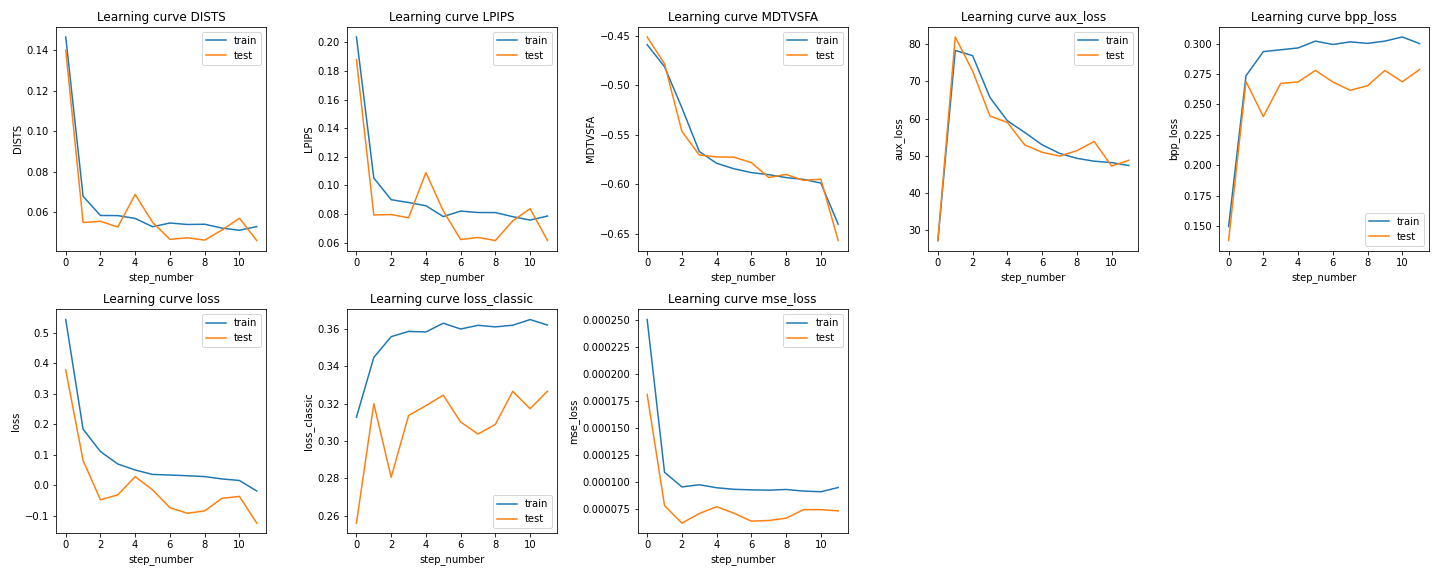 Learning curve DISTS
DISTS
0.14
0.12
0.10
0.08
0.06
0 2 4 6 8 10
step_number
train
test
Learning curve LPIPS
LPIPS
0.20
0.18
0.16
0.14
0.12
0.10
0.08
0.06
0 2 4 6 8 10
step_number
train
test
Learning curve MDTVSFA
MDTVSFA
−0.45
−0.50
−0.55
−0.60
−0.65
0 2 4 6 8 10
step_number
train
test
Learning curve aux_loss
aux_loss
80
70
60
50
40
30
0 2 4 6 8 10
step_number
train
test
Learning curve bpp_loss
bpp_loss
0.300
0.275
0.250
0.225
0.200
0.175
0.150
0 2 4 6 8 10
step_number
train
test
Learning curve loss
loss
0.5
0.4
0.3
0.2
0.1
0.0
−0.1
0 2 4 6 8 10
step_number
train
test
Learning curve loss_classic
loss_classic
0.36
0.34
0.32
0.30
0.28
0.26
0 2 4 6 8 10
step_number
train
test
Learning curve mse_loss
mse_loss
0.000250
0.000225
0.000200
0.000175
0.000150
0.000125
0.000100
0.000075
0 2 4 6 8 10
step_number
train
test